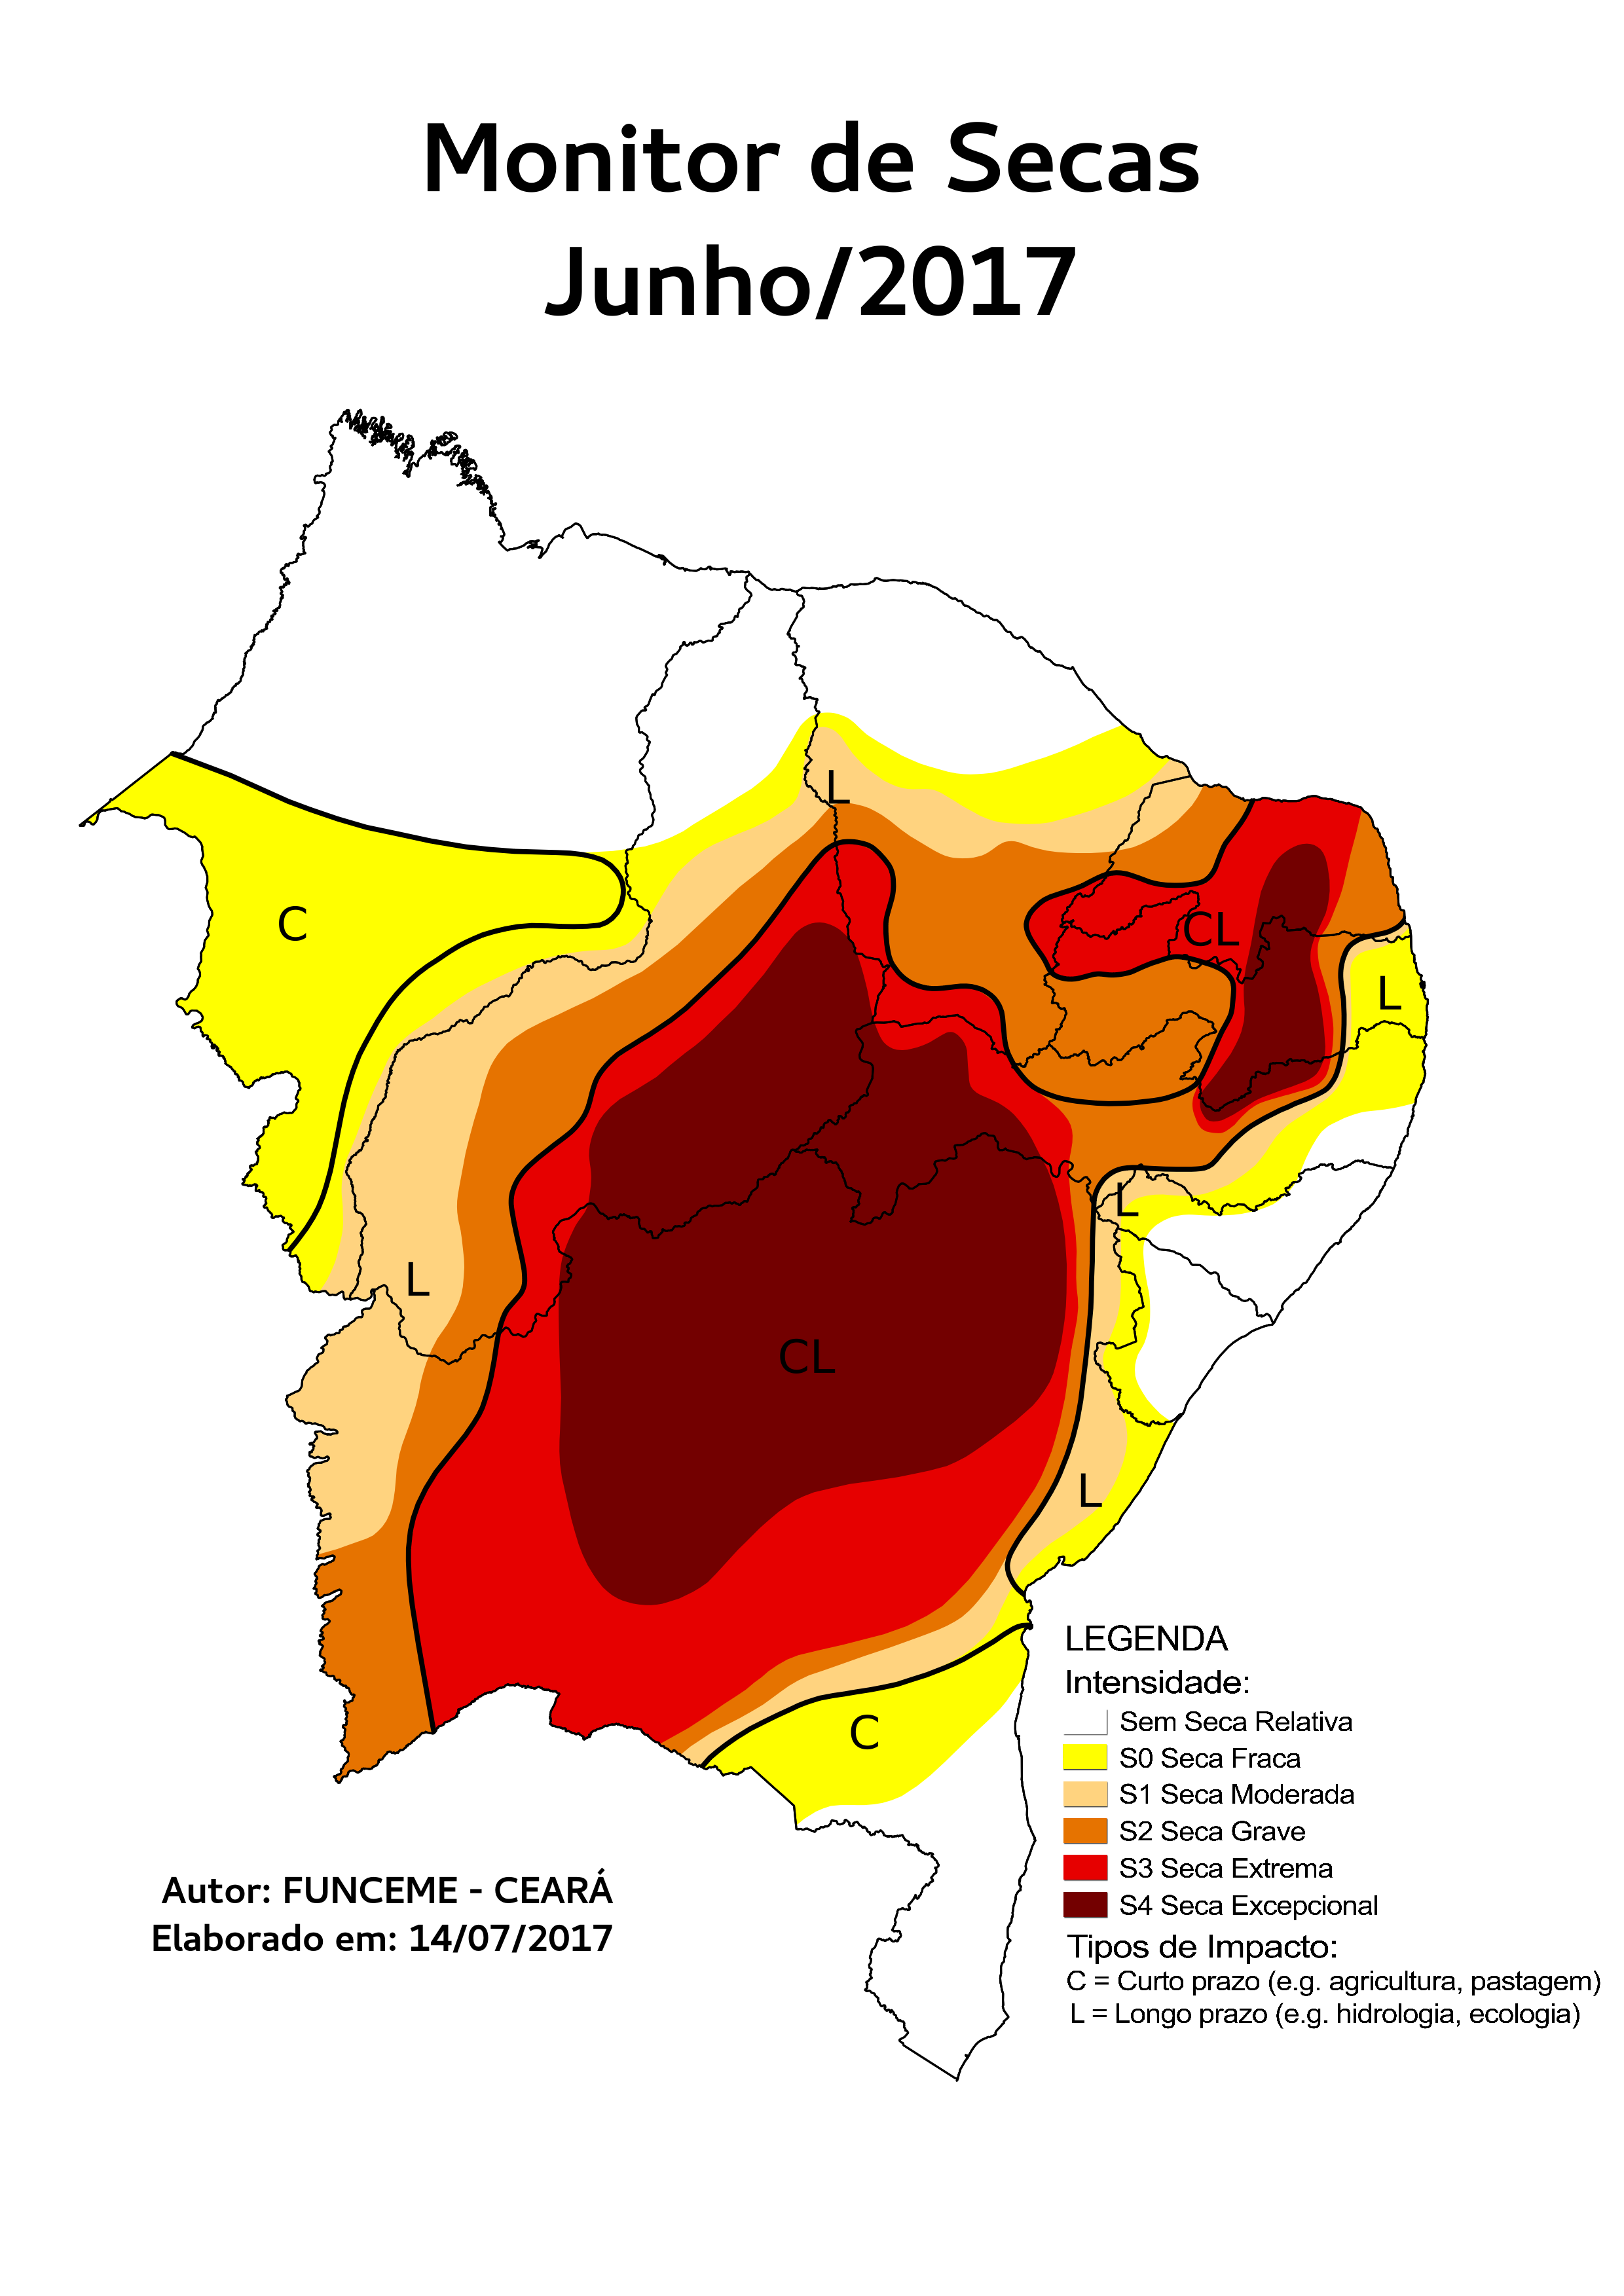 Monitor de Secas
Junho/2017
L
C
CL
L
L
L
CL
L
C
LEGENDA
Intensidade:
Sem Seca Relativa
S0 Seca Fraca
S1 Seca Moderada
S2 Seca Grave
S3 Seca Extrema
S4 Seca Excepcional
Tipos de Impacto:
C = Curto prazo (e.g. agricultura, pastagem)
L = Longo prazo (e.g. hidrologia, ecologia)
Autor: FUNCEME - CEARÁ
Elaborado em: 14/07/2017